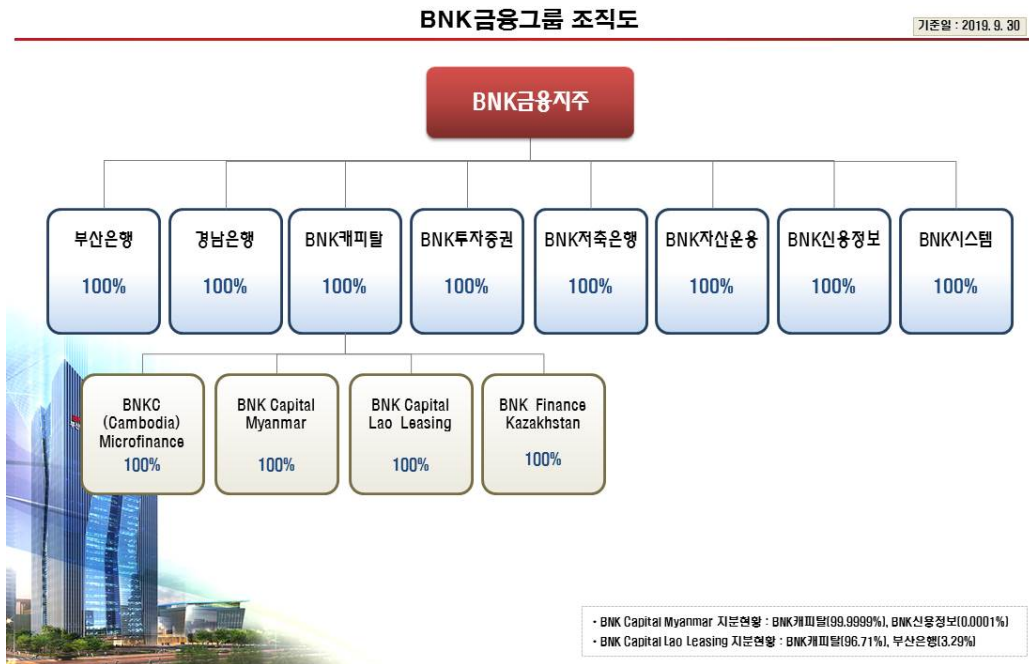 BNK금융그룹 조직도
기준일 : 2019. 9. 30
BNK금융지주
부산은행
100%
경남은행
100%
BNK캐피탈
100%
BNK투자증권
100%
BNK저축은행
100%
BNK자산운용
100%
BNK신용정보
100%
BNK시스템
100%
BNKC
(Cambodia)
Microfinance
100%
BNK Capital
Myanmar
100%
BNK Capital
Lao Leasing
100%
BNK Finance
Kazakhstan
100%
• BNK Capital Myanmar 지분현황 : BNK캐피탈(99.9999%), BNK신용정보(0.0001%)
• BNK Capital Lao Leasing 지분현황 : BNK캐피탈(96.71%), 부산은행(3.29%)